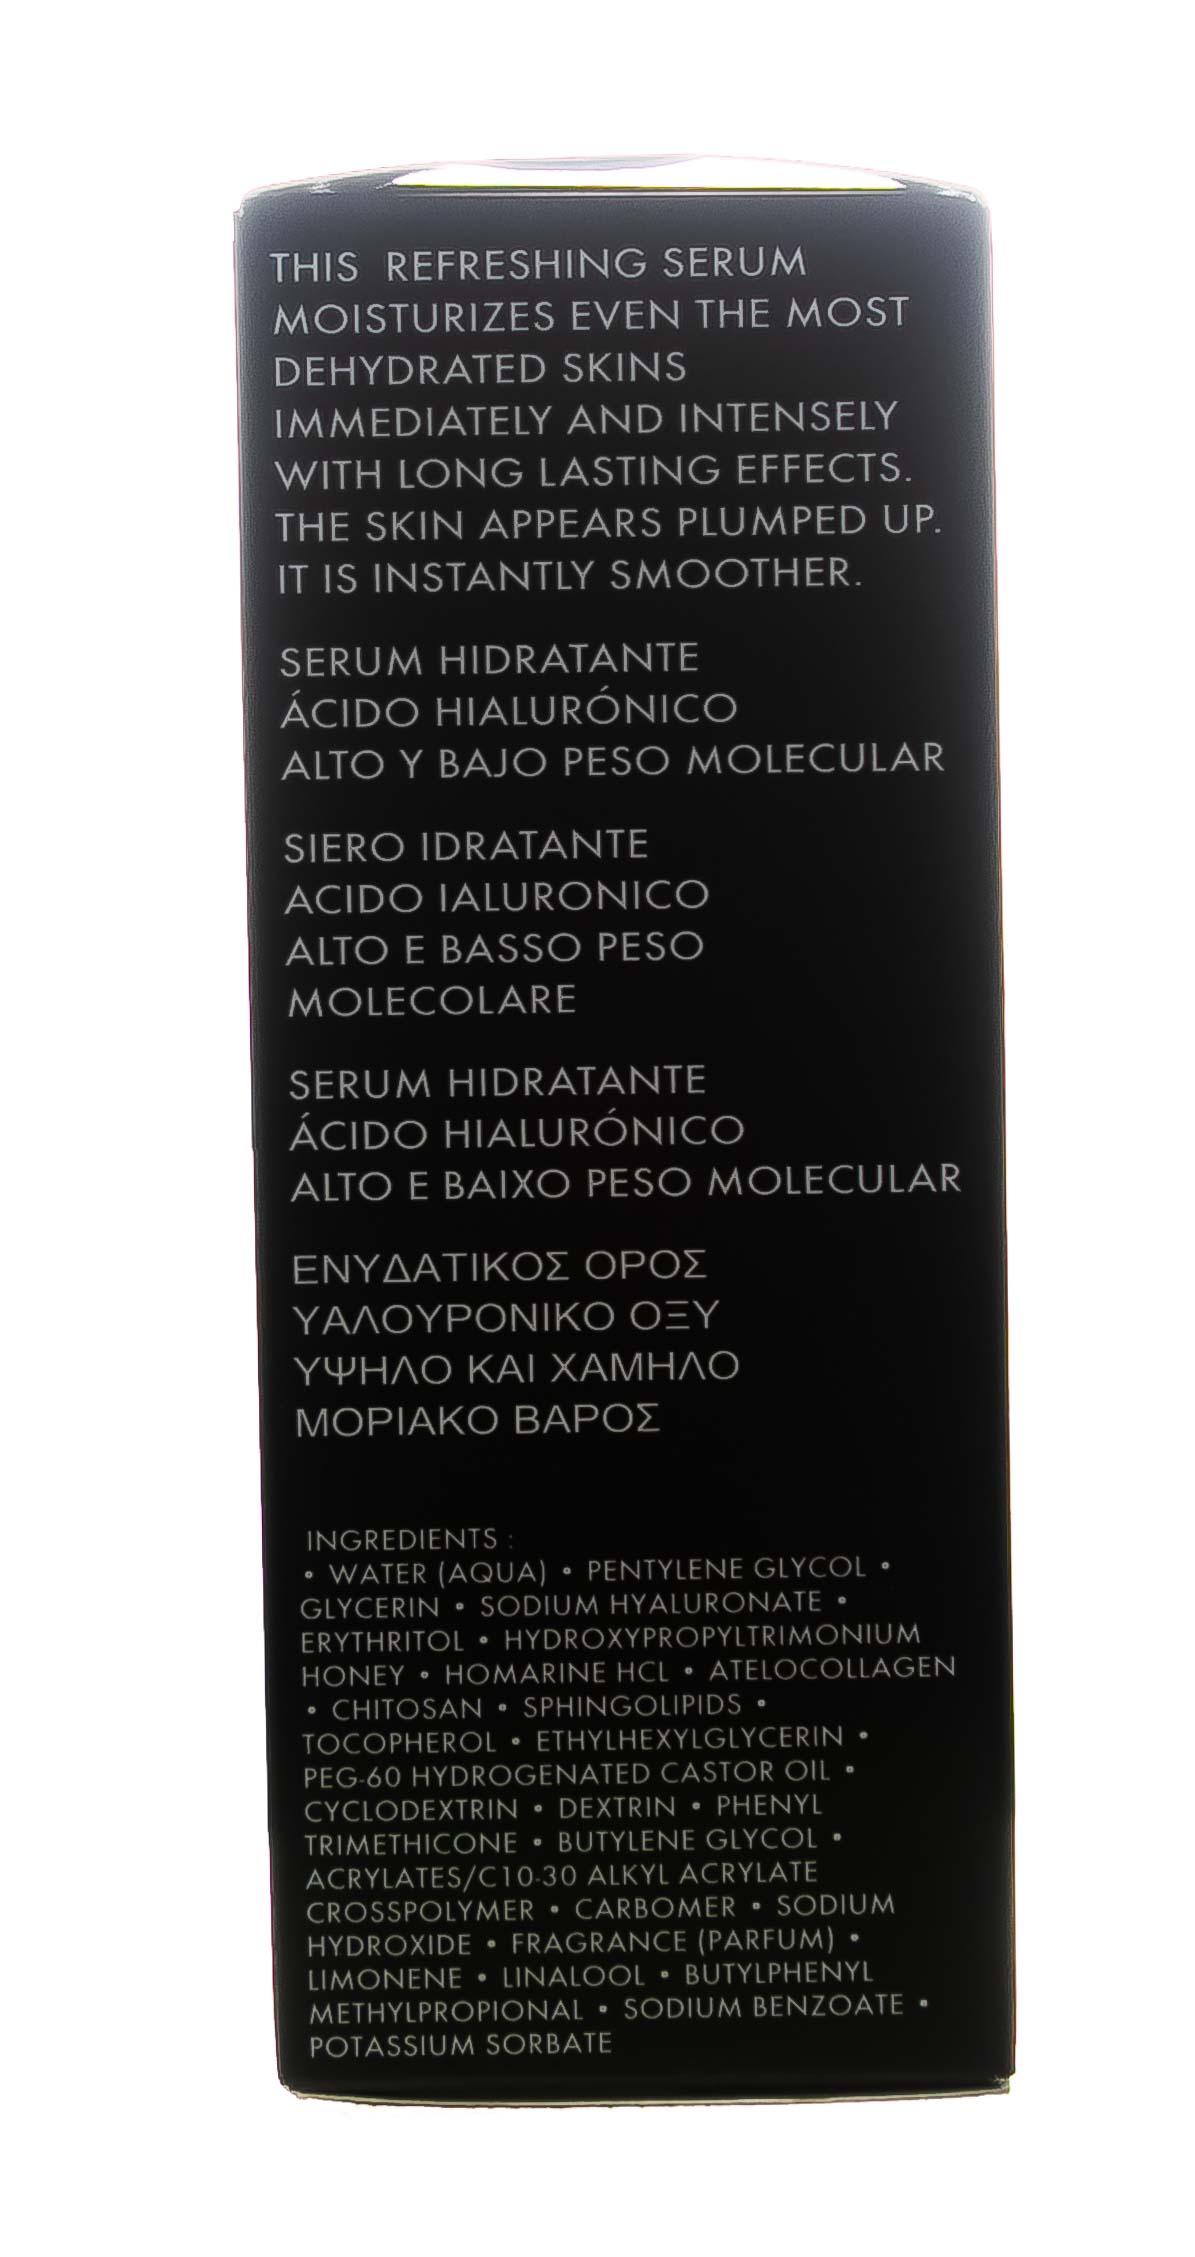 THIS REFRESHING SERUM
MOISTURIZES EVEN THE MOST
DEHYDRATED SKINS
IMMEDIATELY AND INTENSELY
WITH LONG LASTING EFFECTS.
THE SKIN APPEARS PLUMPED UP.
IT IS INSTANTLY SMOOTHER.
SERUM HIDRATANTE
ÁCIDO HIALURÓNICO
ALTO Y BAJO PESO MOLECULAR
SIERO IDRATANTE
ACIDO IALURONICO
ALTO E BASSO PESO
MOLECOLARE
SERUM HIDRATANTE
ÁCIDO HIALURÓNICO
ALTO E BAIXO PESO MOLECULAR
ΕΝΥΔΑΤΙΚΟΣ ΟΡΟΣ
ΥΑΛΟΥΡΟΝΙΚΟ ΟΞΥ
ΥΨΗΛΟ ΚΑΙ ΧΑΜΗΛΟ
ΜΟΡΙΑΚΟ ΒΑΡΟΣ
INGREDIENTS :
• WATER (AQUA) • PENTYLENE GLYCOL •
GLYCERIN • SODIUM HYALURONATE •
ERYTHRITOL • HYDROXYPROPYLTRIMONIUM
HONEY • HOMARINE HCL • ATELOCOLLAGEN
• CHITOSAN • SPHINGOLIPIDS •
TOCOPHEROL • ETHYLHEXYLGLYCERIN •
PEG-60 HYDROGENATED CASTOR OIL •
CYCLODEXTRIN • DEXTRIN • PHENYL
TRIMETHICONE • BUTYLENE GLYCOL •
ACRYLATES/C10-30 ALKYL ACRYLATE
CROSSPOLYMER • CARBOMER • SODIUM
HYDROXIDE • FRAGRANCE (PARFUM) •
LIMONENE • LINALOOL • BUTYLPHENYL
METHYLPROPIONAL • SODIUM BENZOATE •
POTASSIUM SORBATE